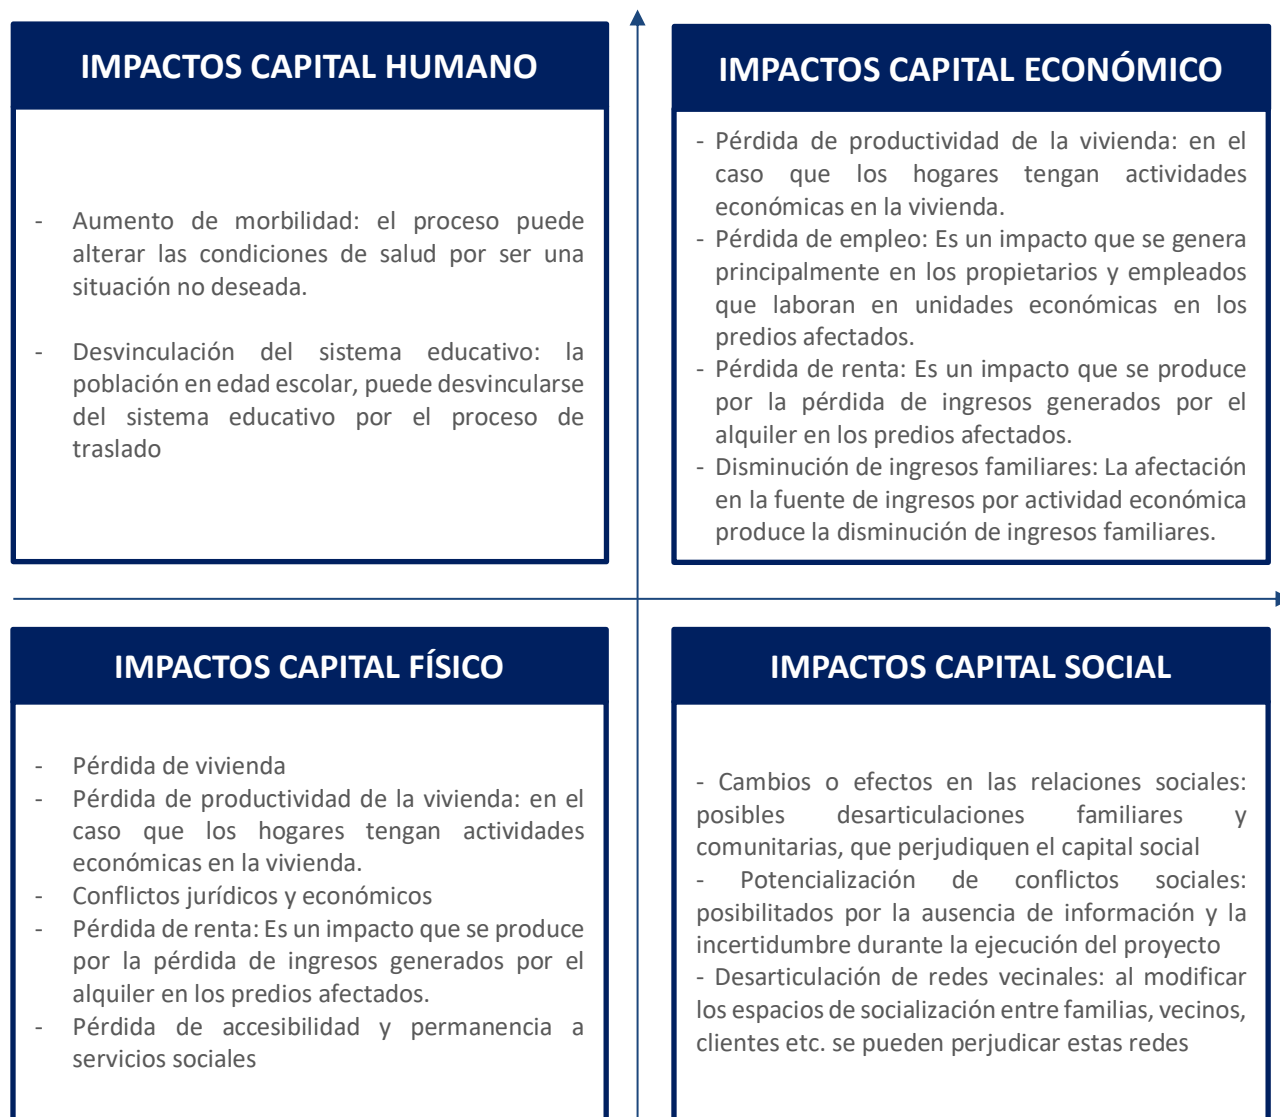 IMPACTOS CAPITAL HUMANO
- Aumento de morbilidad: el proceso puede
alterar las condiciones de salud por ser una
situación no deseada.
- Desvinculación del sistema educativo: la
población en edad escolar, puede desvincularse
del sistema educativo por el proceso de
traslado
IMPACTOS CAPITAL ECONÓMICO
- Pérdida de productividad de la vivienda: en el
caso que los hogares tengan actividades
económicas en la vivienda.
- Pérdida de empleo: Es un impacto que se genera
principalmente en los propietarios y empleados
que laboran en unidades económicas en los
predios afectados.
- Pérdida de renta: Es un impacto que se produce
por la pérdida de ingresos generados por el
alquiler en los predios afectados.
- Disminución de ingresos familiares: La afectación
en la fuente de ingresos por actividad económica
produce la disminución de ingresos familiares.
IMPACTOS CAPITAL FÍSICO
- Pérdida de vivienda
- Pérdida de productividad de la vivienda: en el
caso que los hogares tengan actividades
económicas en la vivienda.
- Conflictos jurídicos y económicos
- Pérdida de renta: Es un impacto que se produce
por la pérdida de ingresos generados por el
alquiler en los predios afectados.
- Pérdida de accesibilidad y permanencia a
servicios sociales
IMPACTOS CAPITAL SOCIAL
- Cambios o efectos en las relaciones sociales:
posibles desarticulaciones familiares y
comunitarias, que perjudiquen el capital social
- Potencialización de conflictos sociales:
posibilitados por la ausencia de información y la
incertidumbre durante la ejecución del proyecto
- Desarticulación de redes vecinales: al modificar
los espacios de socialización entre familias, vecinos,
clientes etc. se pueden perjudicar estas redes